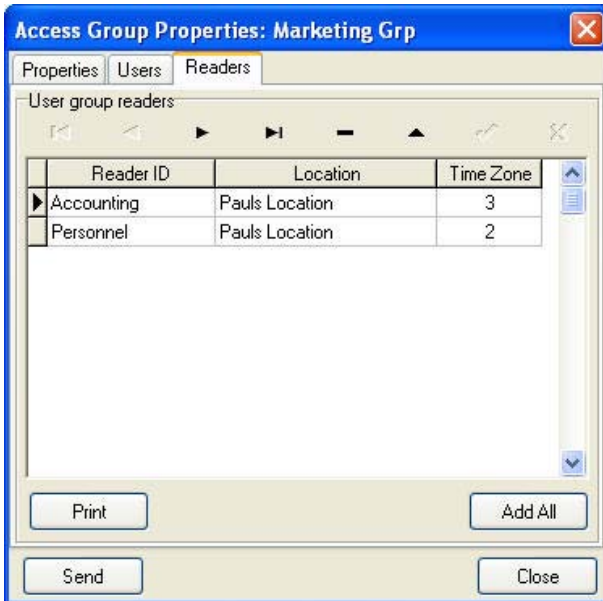 Access Group Properties: Marketing Grp
Properties Users Readers
User group readers
Reader ID Location Time Zone
Accounting Pauls Location 3
Personnel Pauls Location 2
Print Add All
Send Close